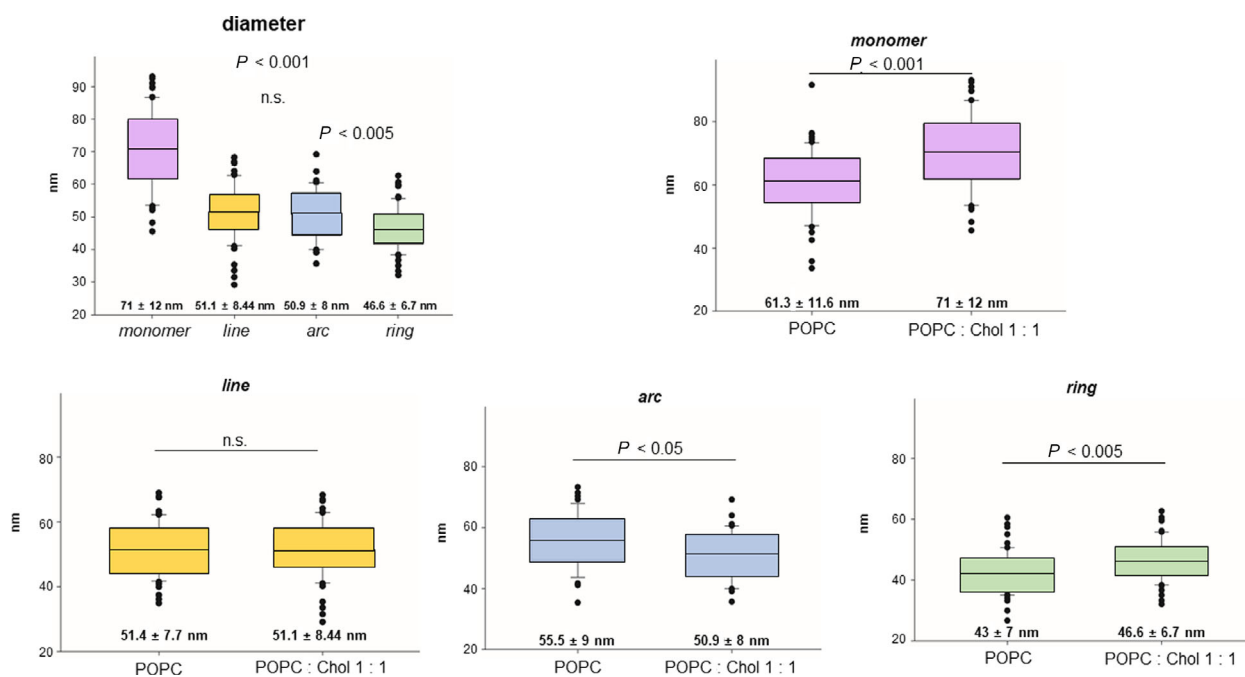 diameter
P < 0.001
n.s.
P < 0.005
90
80
70
60
50
40
30
20
nm
71 ± 12 nm 51.1 ± 8.44 nm 50.9 ± 8 nm 46.6 ± 6.7 nm
monomer line arc ring
monomer
P < 0.001
80
60
40
20
nm
61.3 ± 11.6 nm 71 ± 12 nm
POPC POPC : Chol 1 : 1
line
n.s.
80
60
40
20
nm
51.4 ± 7.7 nm 51.1 ± 8.44 nm
POPC POPC : Chol 1 : 1
arc
P < 0.05
80
60
40
20
nm
55.5 ± 9 nm 50.9 ± 8 nm
POPC POPC : Chol 1 : 1
ring
P < 0.005
80
60
40
20
nm
43 ± 7 nm 46.6 ± 6.7 nm
POPC POPC : Chol 1 : 1